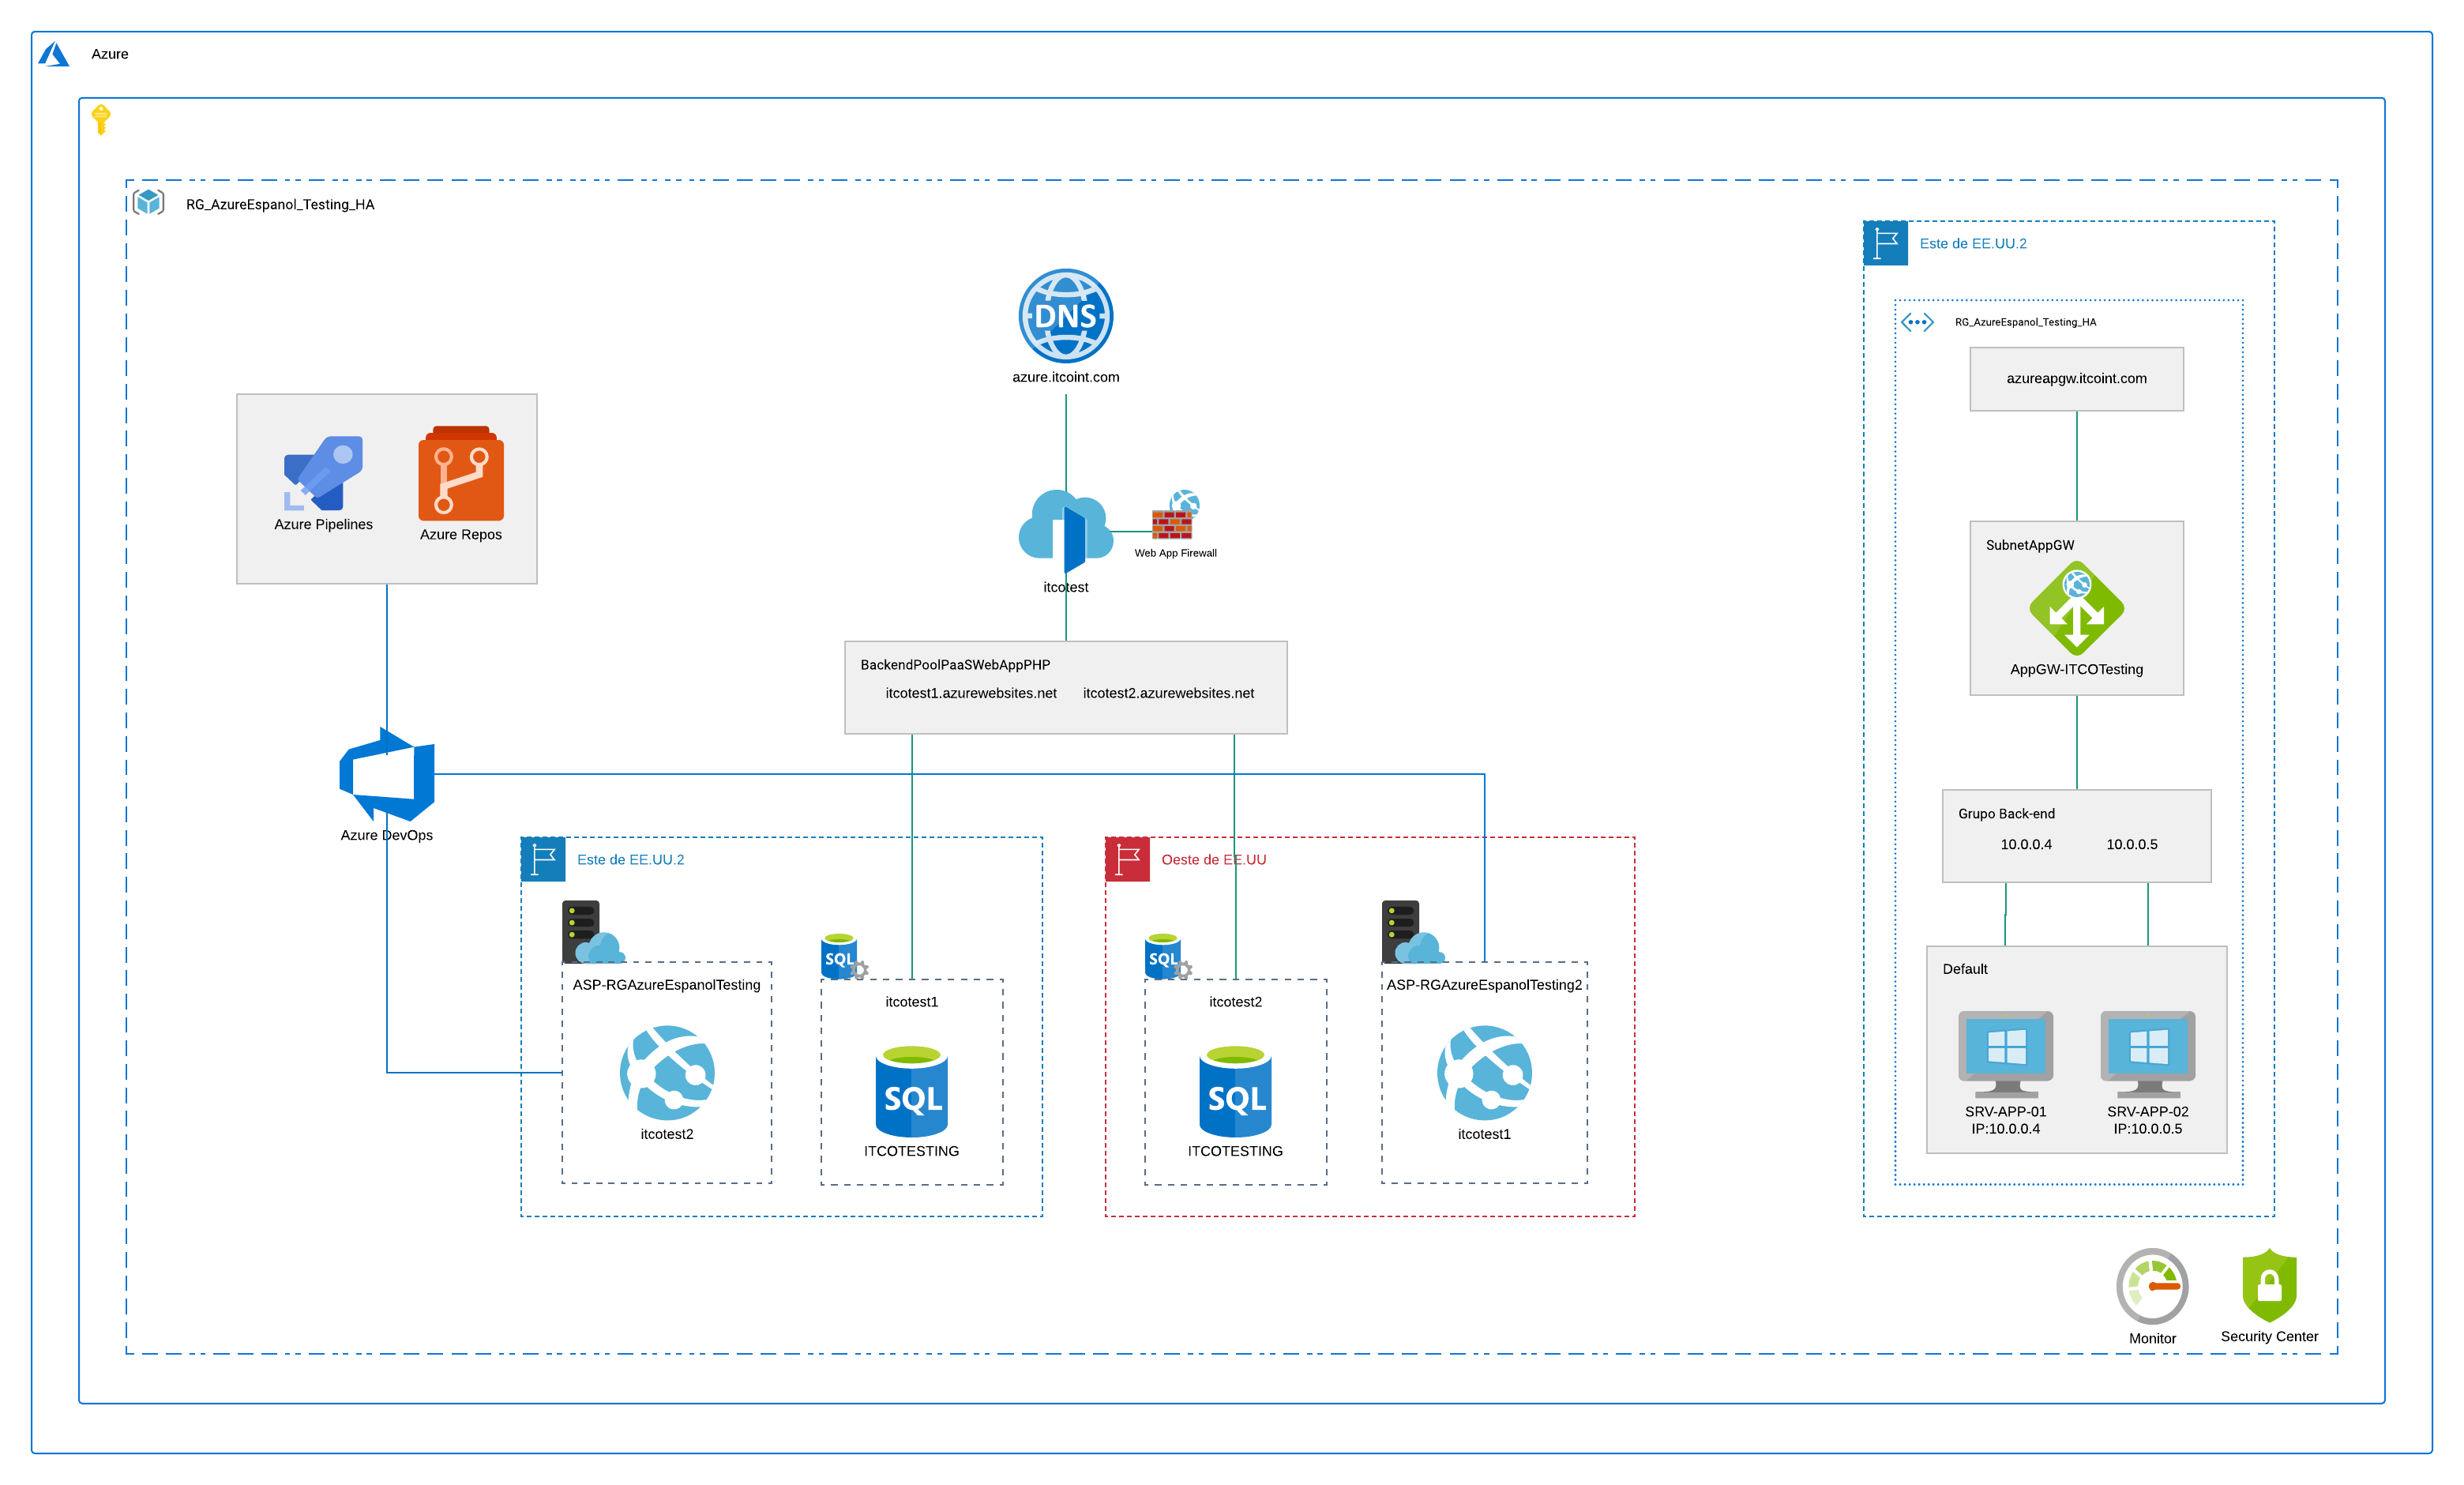 Azure
RG_AzureEspanol_Testing_HA
Este de EE.UU.2
DNS
azure.itcoint.com
RG_AzureEspanol_Testing_HA
azureapgw.itcoint.com
Azure Pipelines
Azure Repos
itcotest
Web App Firewall
SubnetAppGW
AppGW-ITCOTesting
BackendPoolPaaSWebAppPHP
itcotest1.azurewebsites.net
itcotest2.azurewebsites.net
Azure DevOps
Grupo Back-end
10.0.0.4
10.0.0.5
Este de EE.UU.2
SQL
ASP-RGAzureEspanolTesting
itcotest2
itcotest1
SQL
ITCOTESTING
Oeste de EE.UU
SQL
itcotest2
SQL
ITCOTESTING
ASP-RGAzureEspanolTesting2
itcotest1
Default
SRV-APP-01
IP:10.0.0.4
SRV-APP-02
IP:10.0.0.5
Monitor
Security Center